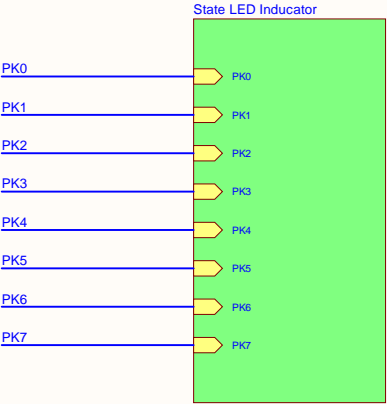 State LED Inducator
PK0 PK0
PK1 PK1
PK2 PK2
PK3 PK3
PK4 PK4
PK5 PK5
PK6 PK6
PK7 PK7